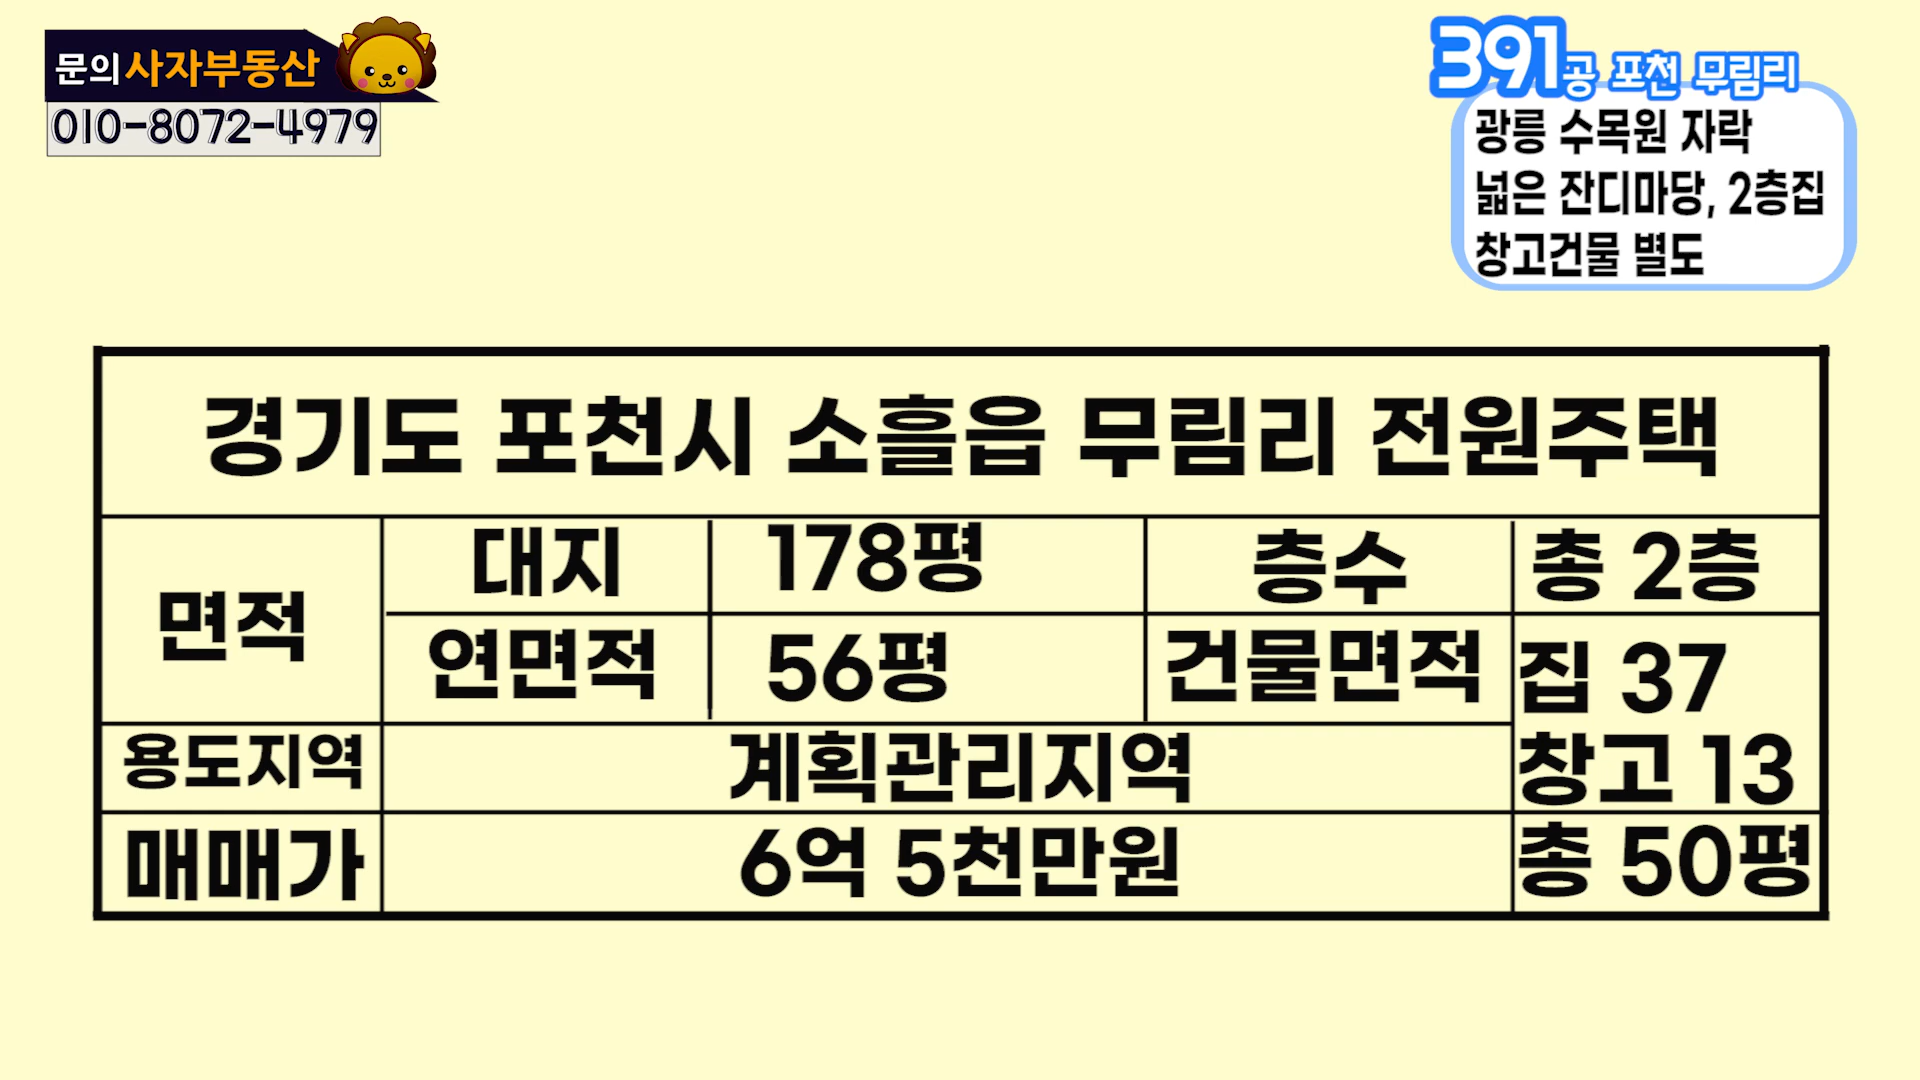 문의 사자부동산
010-8072-4979
391공 포천 무림리
광릉 수목원 자락
넓은 잔디마당, 2층집
창고건물 별도
경기도 포천시 소흘읍 무림리 전원주택
면적 대지 178평 층수 총 2층
연면적 56평 건물면적 집 37
용도지역 계획관리지역 창고 13
매매가 6억 5천만원 총 50평